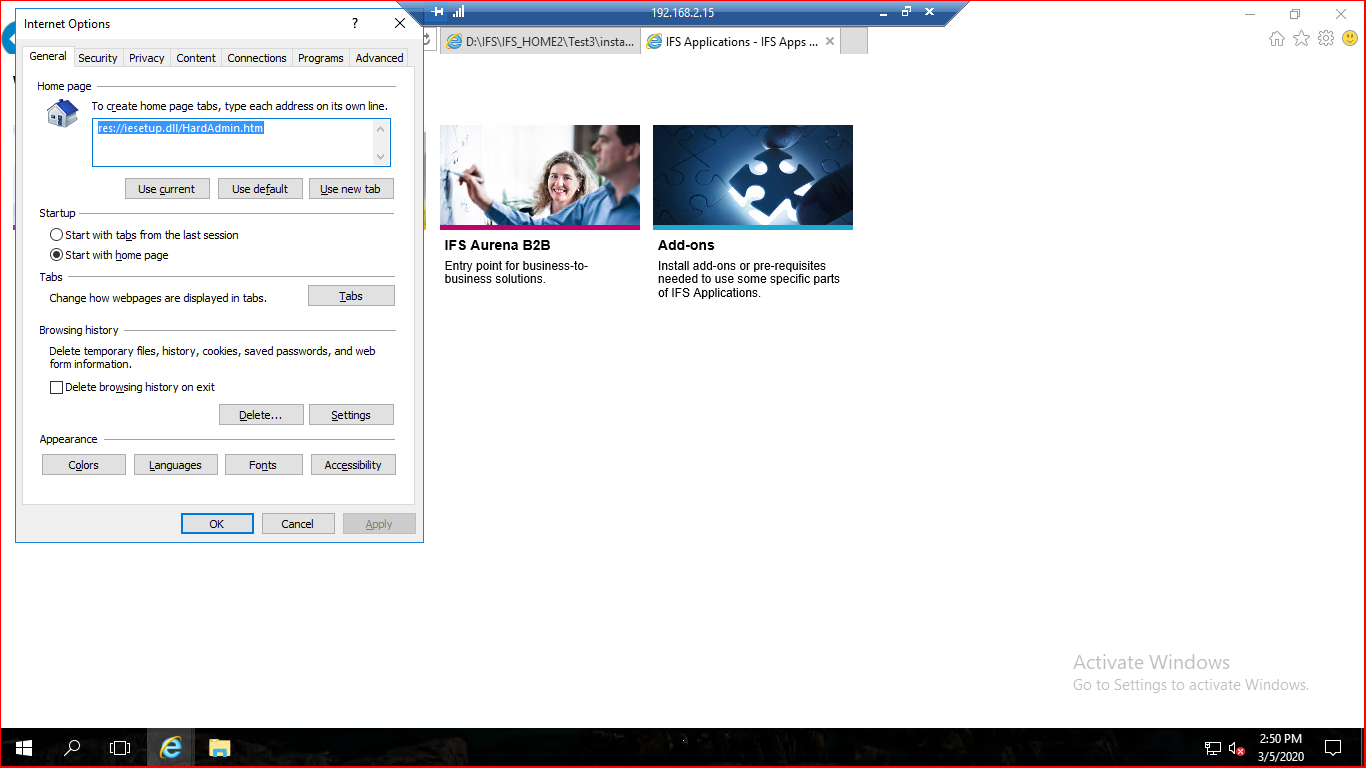 192.168.2.15
Internet Options
?
D:\IFS\IFS_HOME2\Test3\insta...
IFS Applications - IFS Apps ...
General
Security
Privacy
Content
Connections
Programs
Advanced
Home page
To create home page tabs, type each address on its own line.
res://iesetup.dll/HardAdmin.htm
Use current
Use default
Use new tab
Startup
Start with tabs from the last session
Start with home page
Tabs
Change how webpages are displayed in tabs.
Tabs
Browsing history
Delete temporary files, history, cookies, saved passwords, and web
form information.
Delete browsing history on exit
Delete...
Settings
Appearance
Colors
Languages
Fonts
Accessibility
OK
Cancel
Apply
IFS Aurena B2B
Entry point for business-to-
business solutions.
Add-ons
Install add-ons or pre-requisites
needed to use some specific parts
of IFS Applications.
Activate Windows
Go to Settings to activate Windows.
2:50 PM
3/5/2020